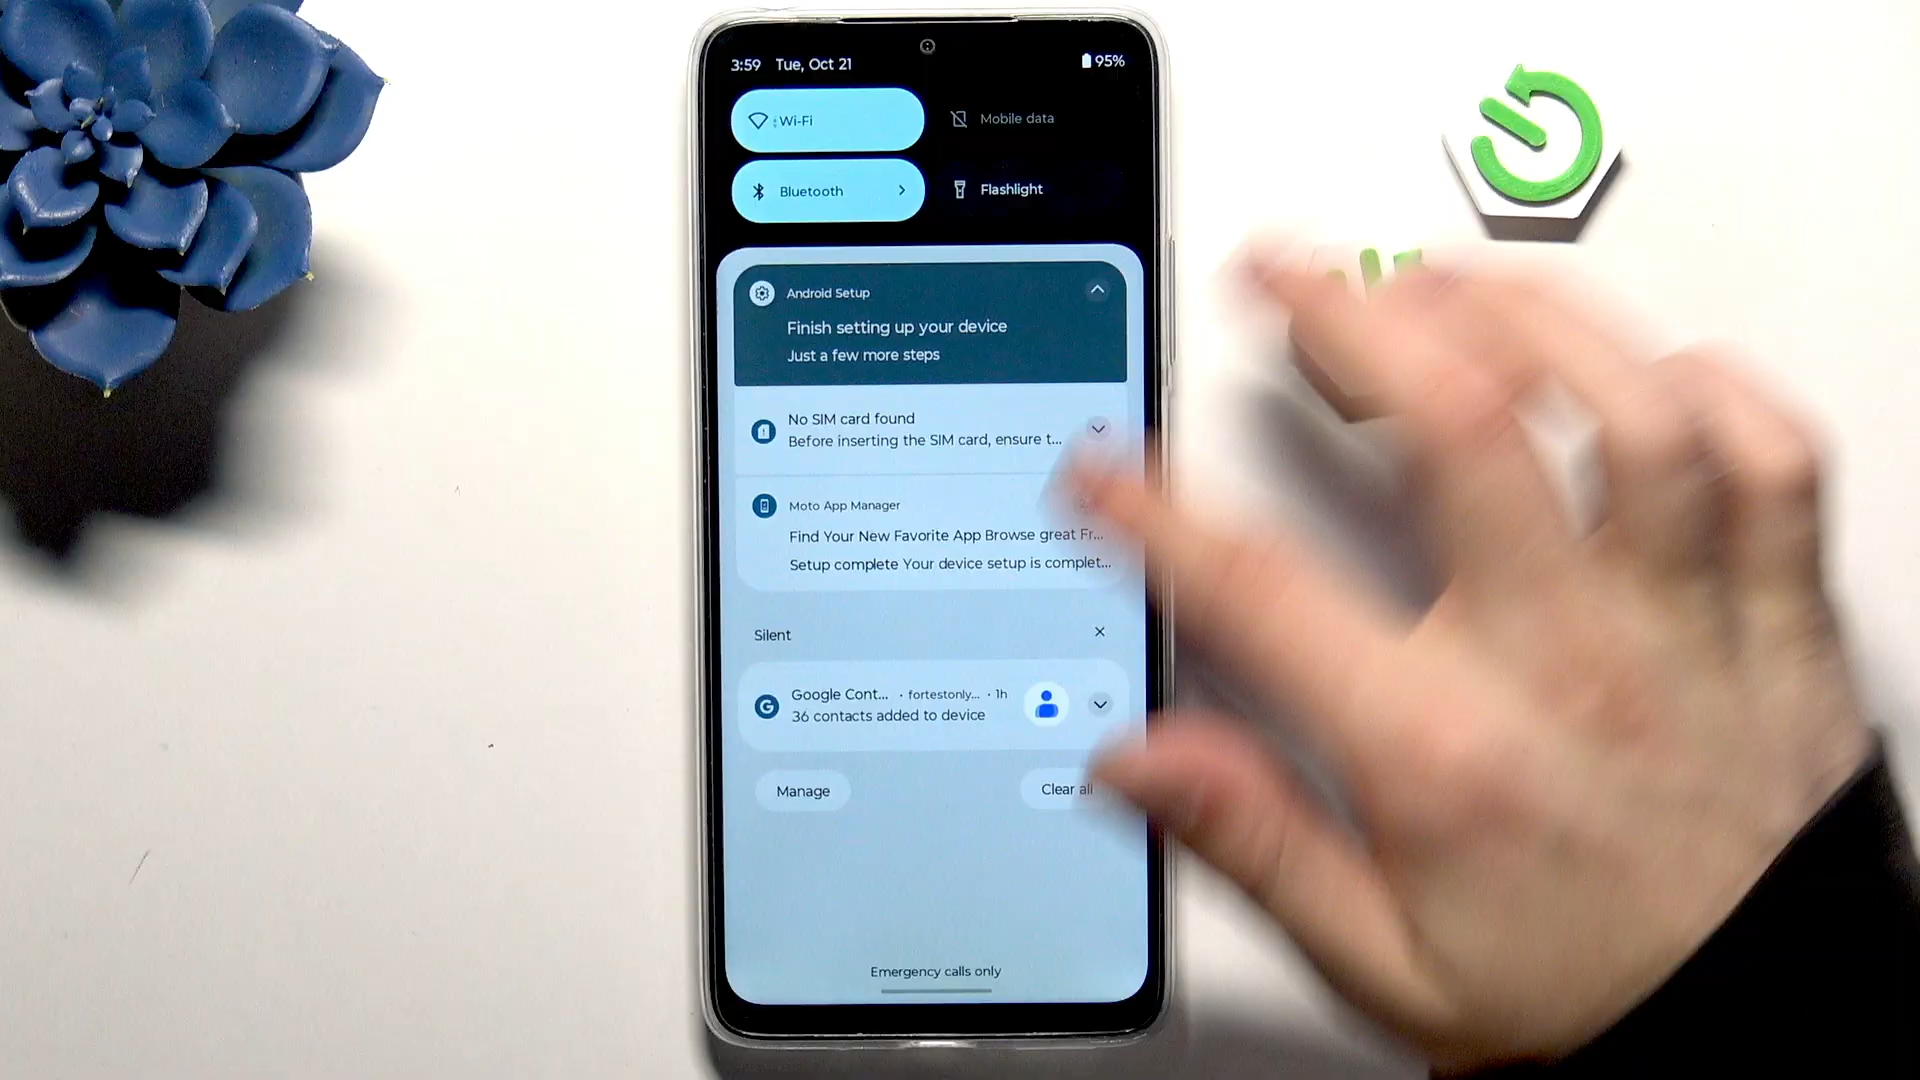 3:59 Tue, Oct 21
95%
Wi-Fi
Mobile data
Bluetooth
Flashlight
Android Setup
Finish setting up your device
Just a few more steps
No SIM card found
Before inserting the SIM card, ensure t...
Moto App Manager
Find Your New Favorite App Browse great Fr...
Setup complete Your device setup is complet...
Silent
Google Cont... · fortestonly... · 1h
36 contacts added to device
Manage
Clear all
Emergency calls only